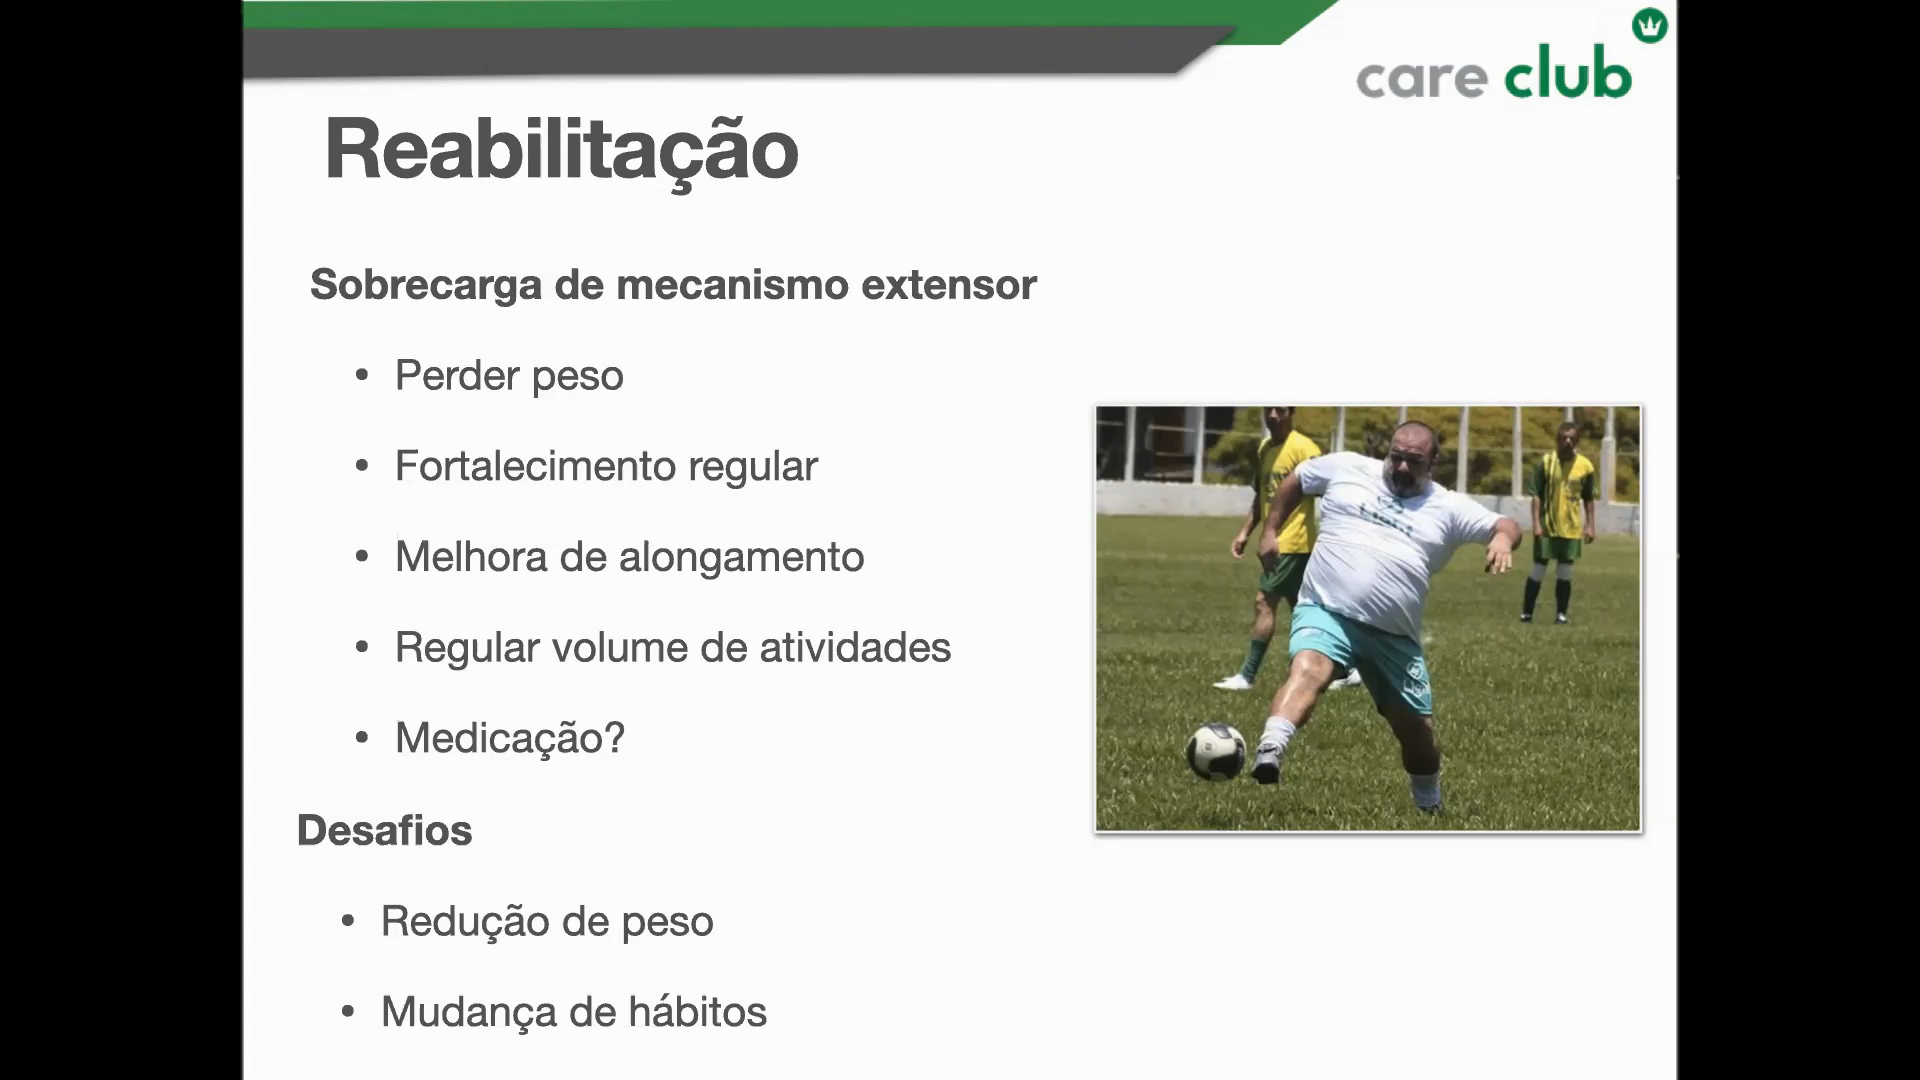 care club
Reabilitação
Sobrecarga de mecanismo extensor
• Perder peso
• Fortalecimento regular
• Melhora de alongamento
• Regular volume de atividades
• Medicação?
Desafios
• Redução de peso
• Mudança de hábitos